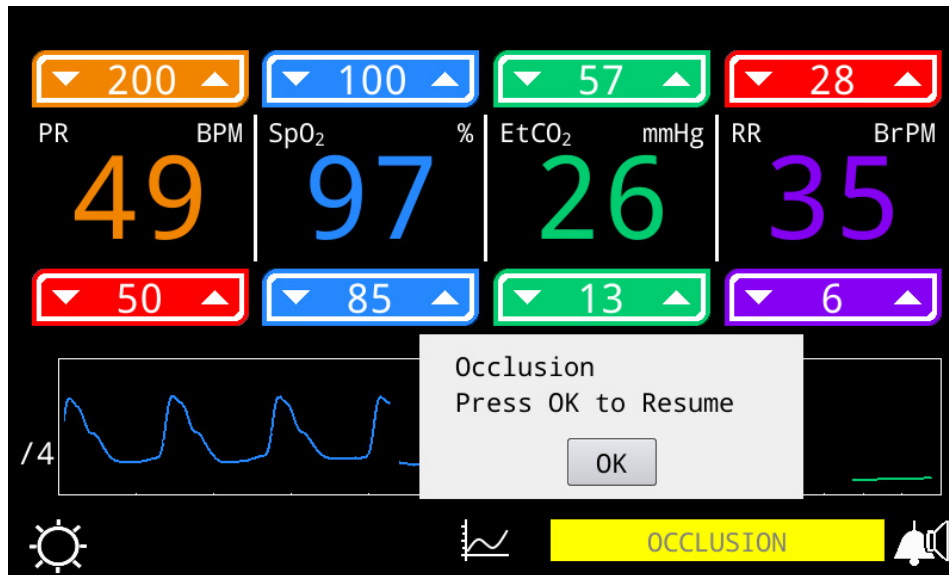 200 100 57 28
PR BPM SpO₂ % EtCO₂ mmHg RR BrPM
49 97 26 35
50 85 13 6
Occlusion
Press OK to Resume
OK
/4
OCCLUSION